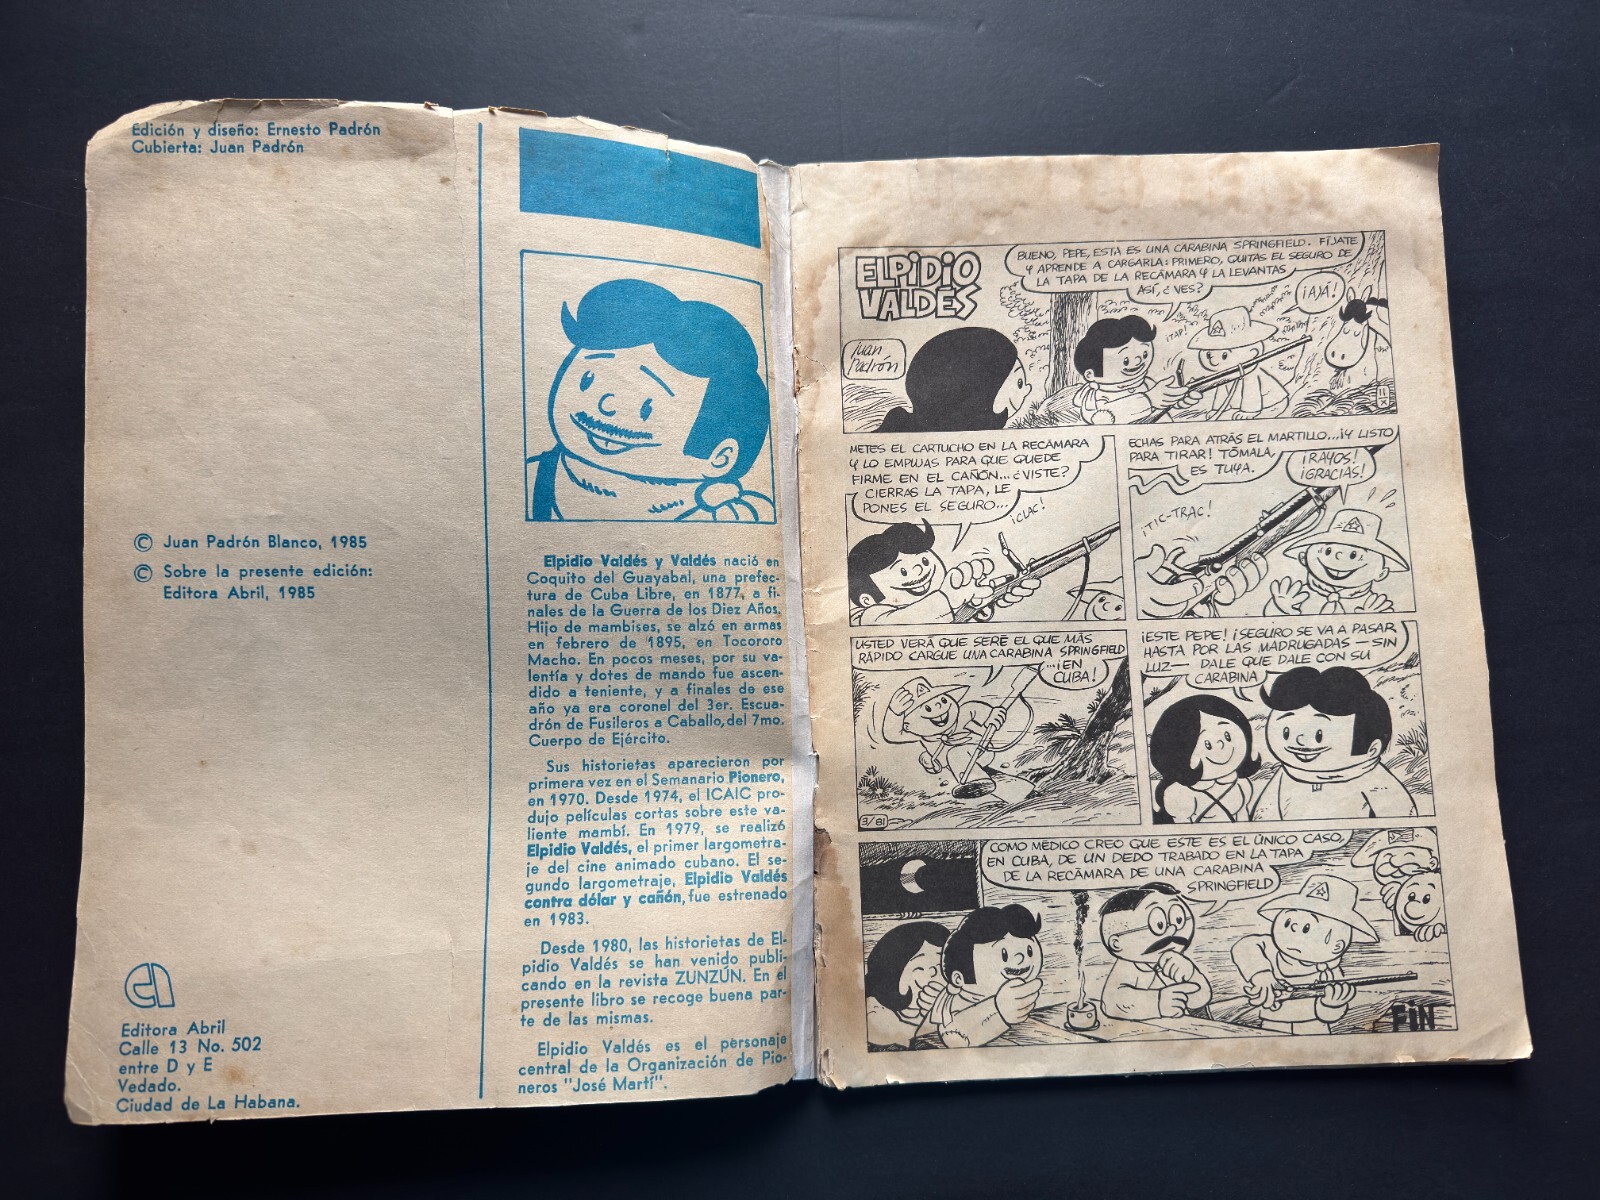 Edición y diseño: Ernesto Padrón
Cubierta: Juan Padrón
© Juan Padrón Blanco, 1985
© Sobre la presente edición:
Editora Abril, 1985
Editora Abril
Calle 13 No. 502
entre D y E
Vedado.
Ciudad de La Habana.
Elpidio Valdés y Valdés nació en
Coquito del Guayabal, una prefec-
tura de Cuba Libre, en 1877, a fi-
nales de la Guerra de los Diez Años.
Hijo de mambises, se alzó en armas
en febrero de 1895, en Tocororo
Macho. En pocos meses, por su va-
lentía y dotes de mando fue ascen-
dido a teniente, y a finales de ese
año ya era coronel del 3er. Escua-
drón de Fusileros a Caballo, del 7mo.
Cuerpo de Ejército.
Sus historietas aparecieron por
primera vez en el Semanario Pionero,
en 1970. Desde 1974, el ICAIC pro-
dujo películas cortas sobre este va-
liente mambí. En 1979, se realizó
Elpidio Valdés, el primer largometra-
je del cine animado cubano. El se-
gundo largometraje, Elpidio Valdés
contra dólar y cañón, fue estrenado
en 1983.
Desde 1980, las historietas de El-
pidio Valdés se han venido publi-
cando en la revista ZUNZÚN. En el
presente libro se recoge buena par-
te de las mismas.
Elpidio Valdés es el personaje
central de la Organización de Pio-
neros "José Martí".
ELPIDIO
VALDÉS
juan
Padrón
BUENO, PEPE, ESTA ES UNA CARABINA SPRINGFIELD. FÍJATE
Y APRENDE A CARGARLA: PRIMERO, QUITAS EL SEGURO DE
LA TAPA DE LA RECÁMARA Y LA LEVANTAS
ASÍ, ¿VES?
¡TAP!
¡AJÁ!
11
X
METES EL CARTUCHO EN LA RECÁMARA
Y LO EMPUJAS PARA QUE QUEDE
FIRME EN EL CAÑÓN... ¿VISTE?
CIERRAS LA TAPA, LE
PONES EL SEGURO...
¡CLAC!
ECHAS PARA ATRÁS EL MARTILLO... ¡Y LISTO
PARA TIRAR! TÓMALA,
ES TUYA.
¡RAYOS!
¡GRACIAS!
¡TIC-TRAC!
USTED VERÁ QUE SERÉ EL QUE MÁS
RÁPIDO CARGUE UNA CARABINA SPRINGFIELD
...¡EN
CUBA!
3/81
¡ESTE PEPE! ¡SEGURO SE VA A PASAR
HASTA POR LAS MADRUGADAS — SIN
LUZ — DALE QUE DALE CON SU
CARABINA
COMO MÉDICO CREO QUE ESTE ES EL ÚNICO CASO,
EN CUBA, DE UN DEDO TRABADO EN LA TAPA
DE LA RECÁMARA DE UNA CARABINA
SPRINGFIELD
FIN